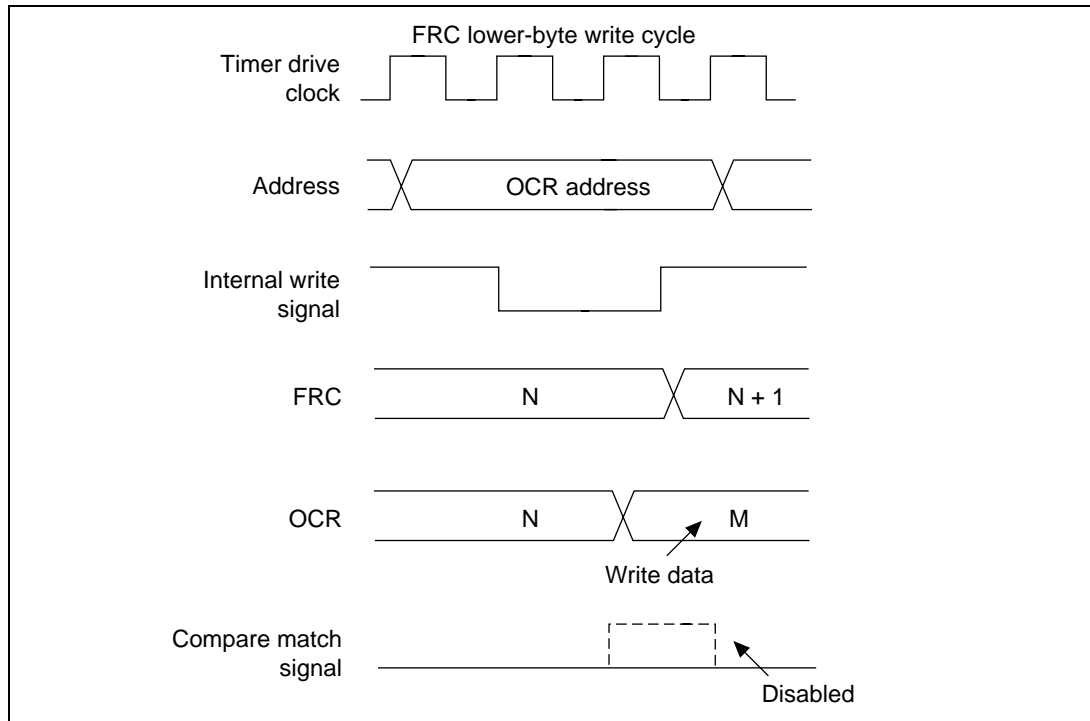 FRC lower-byte write cycle
Timer drive
clock
Address
OCR address
Internal write
signal
FRC
N
N + 1
OCR
N
M
Write data
Compare match
signal
Disabled